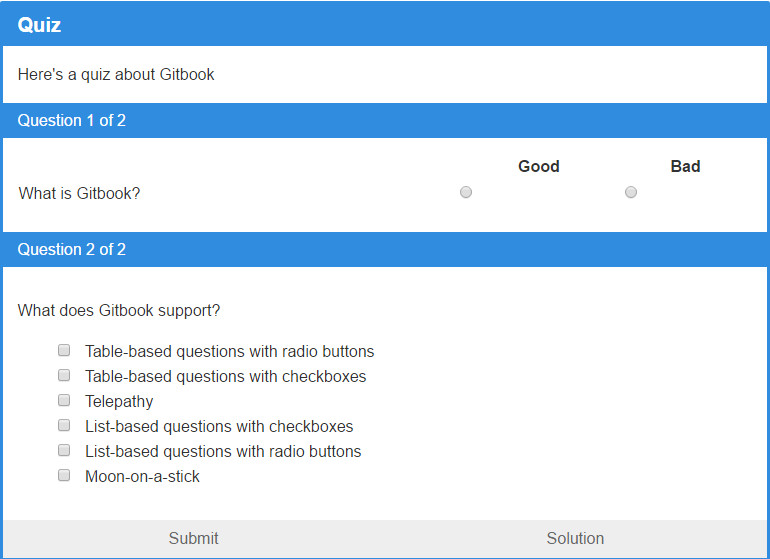 Quiz
Here's a quiz about Gitbook
Question 1 of 2
Good Bad
What is Gitbook?
Question 2 of 2
What does Gitbook support?
Table-based questions with radio buttons
Table-based questions with checkboxes
Telepathy
List-based questions with checkboxes
List-based questions with radio buttons
Moon-on-a-stick
Submit Solution